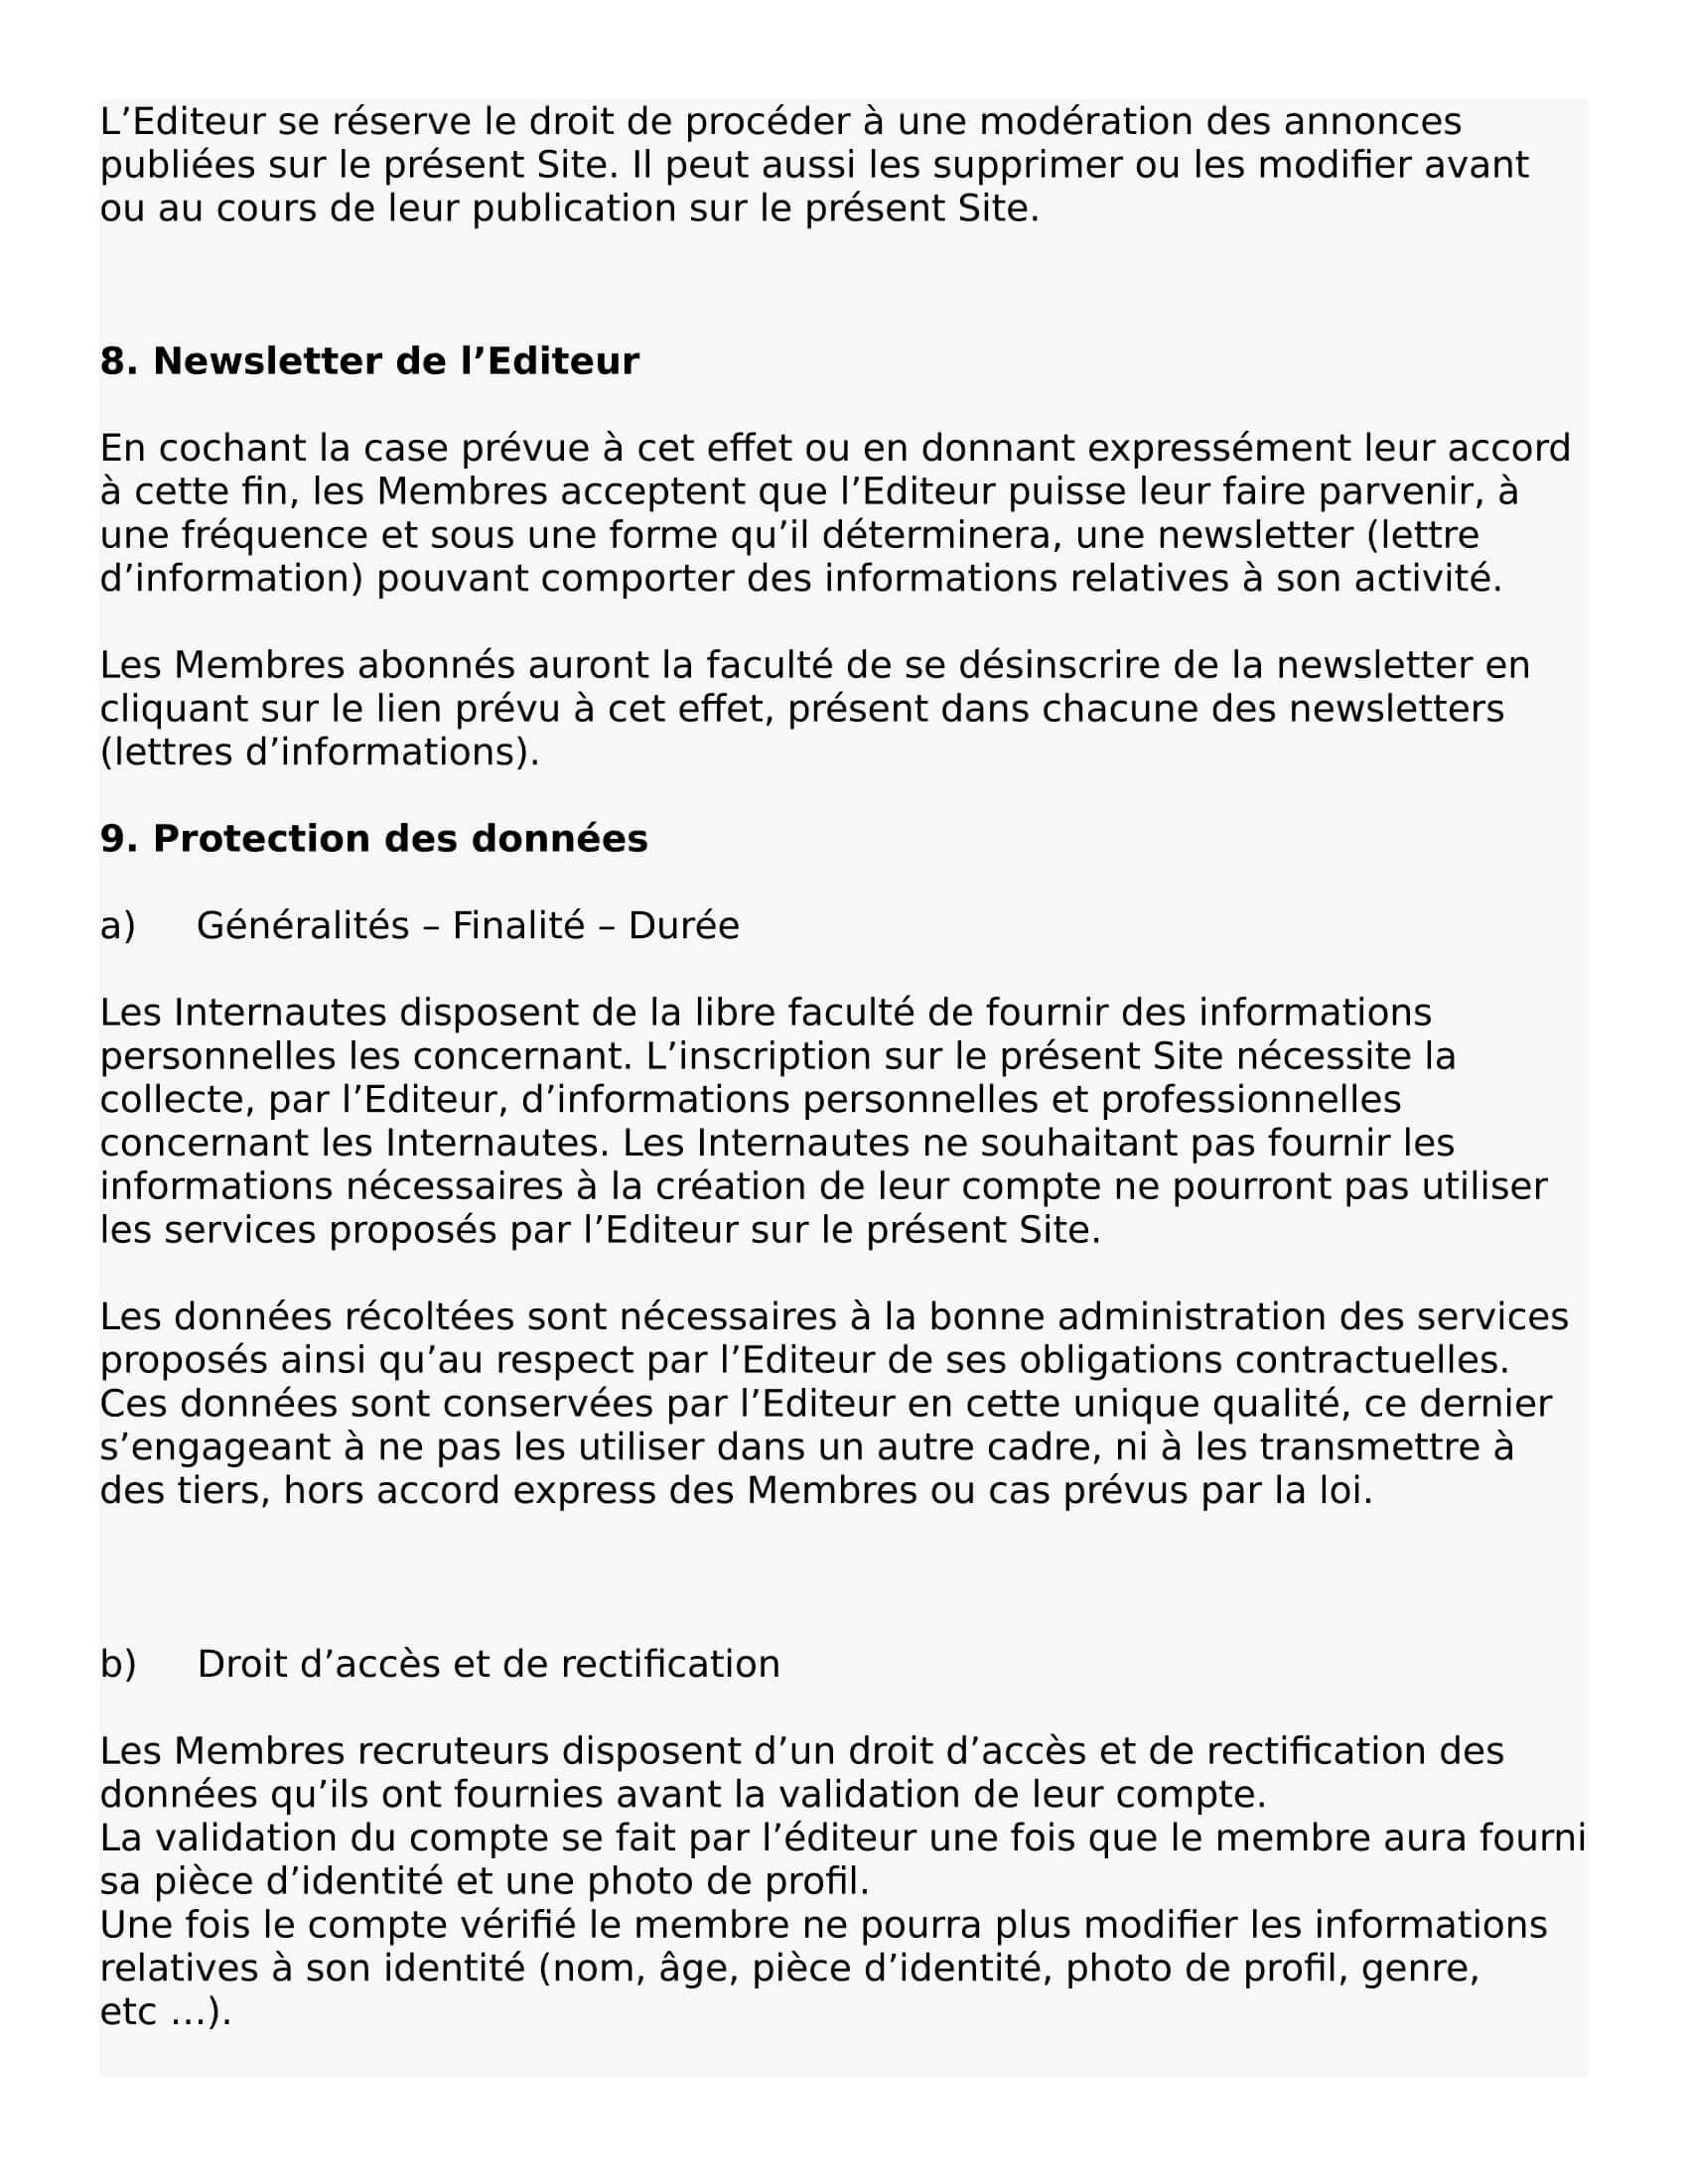 L’Editeur se réserve le droit de procéder à une modération des annonces
publiées sur le présent Site. Il peut aussi les supprimer ou les modifier avant
ou au cours de leur publication sur le présent Site.
8. Newsletter de l’Editeur
En cochant la case prévue à cet effet ou en donnant expressément leur accord
à cette fin, les Membres acceptent que l’Editeur puisse leur faire parvenir, à
une fréquence et sous une forme qu’il déterminera, une newsletter (lettre
d’information) pouvant comporter des informations relatives à son activité.
Les Membres abonnés auront la faculté de se désinscrire de la newsletter en
cliquant sur le lien prévu à cet effet, présent dans chacune des newsletters
(lettres d’informations).
9. Protection des données
a) Généralités – Finalité – Durée
Les Internautes disposent de la libre faculté de fournir des informations
personnelles les concernant. L’inscription sur le présent Site nécessite la
collecte, par l’Editeur, d’informations personnelles et professionnelles
concernant les Internautes. Les Internautes ne souhaitant pas fournir les
informations nécessaires à la création de leur compte ne pourront pas utiliser
les services proposés par l’Editeur sur le présent Site.
Les données récoltées sont nécessaires à la bonne administration des services
proposés ainsi qu’au respect par l’Editeur de ses obligations contractuelles.
Ces données sont conservées par l’Editeur en cette unique qualité, ce dernier
s’engageant à ne pas les utiliser dans un autre cadre, ni à les transmettre à
des tiers, hors accord express des Membres ou cas prévus par la loi.
b) Droit d’accès et de rectification
Les Membres recruteurs disposent d’un droit d’accès et de rectification des
données qu’ils ont fournies avant la validation de leur compte.
La validation du compte se fait par l’éditeur une fois que le membre aura fourni
sa pièce d’identité et une photo de profil.
Une fois le compte vérifié le membre ne pourra plus modifier les informations
relatives à son identité (nom, âge, pièce d’identité, photo de profil, genre,
etc …).